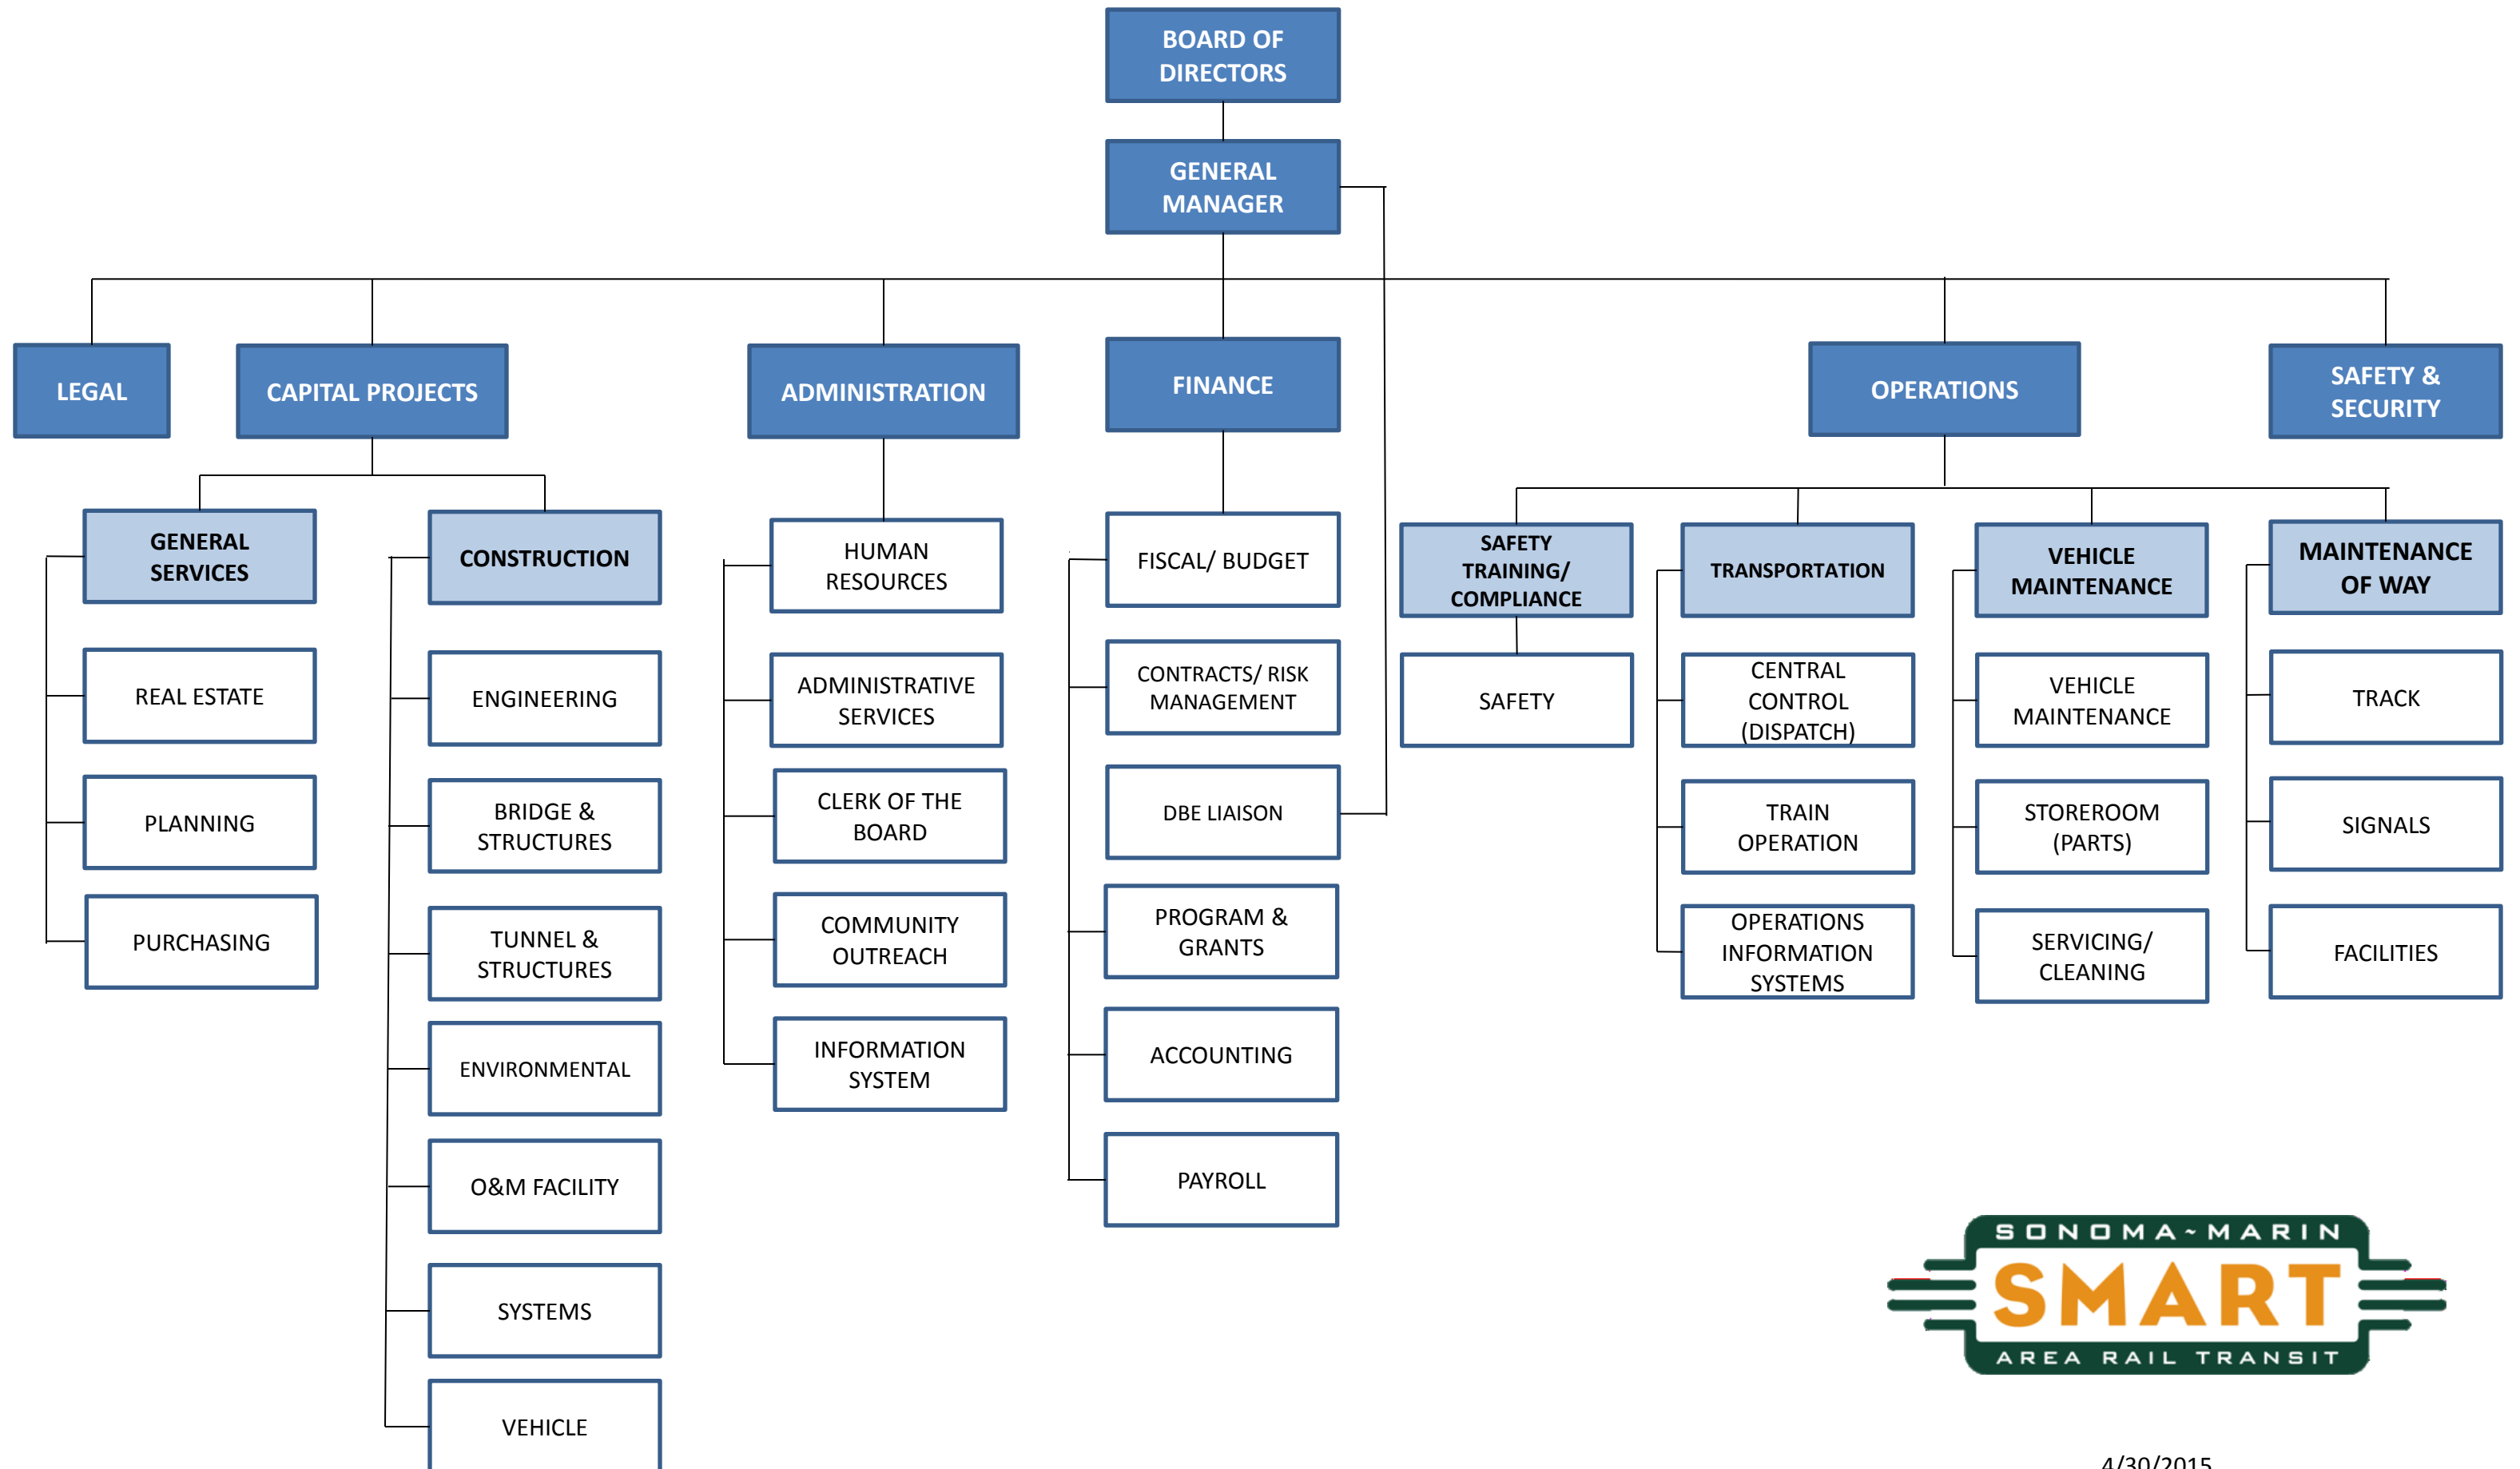 BOARD OF
DIRECTORS
GENERAL
MANAGER
LEGAL
CAPITAL PROJECTS
ADMINISTRATION
FINANCE
OPERATIONS
SAFETY &
SECURITY
GENERAL
SERVICES
REAL ESTATE
PLANNING
PURCHASING
CONSTRUCTION
ENGINEERING
BRIDGE &
STRUCTURES
TUNNEL &
STRUCTURES
ENVIRONMENTAL
O&M FACILITY
SYSTEMS
VEHICLE
HUMAN
RESOURCES
ADMINISTRATIVE
SERVICES
CLERK OF THE
BOARD
COMMUNITY
OUTREACH
INFORMATION
SYSTEM
FISCAL/ BUDGET
CONTRACTS/ RISK
MANAGEMENT
DBE LIAISON
PROGRAM &
GRANTS
ACCOUNTING
PAYROLL
SAFETY
TRAINING/
COMPLIANCE
SAFETY
TRANSPORTATION
CENTRAL
CONTROL
(DISPATCH)
TRAIN
OPERATION
OPERATIONS
INFORMATION
SYSTEMS
VEHICLE
MAINTENANCE
VEHICLE
MAINTENANCE
STOREROOM
(PARTS)
SERVICING/
CLEANING
MAINTENANCE
OF WAY
TRACK
SIGNALS
FACILITIES
SONOMA~MARIN
SMART
AREA RAIL TRANSIT
4/30/2015